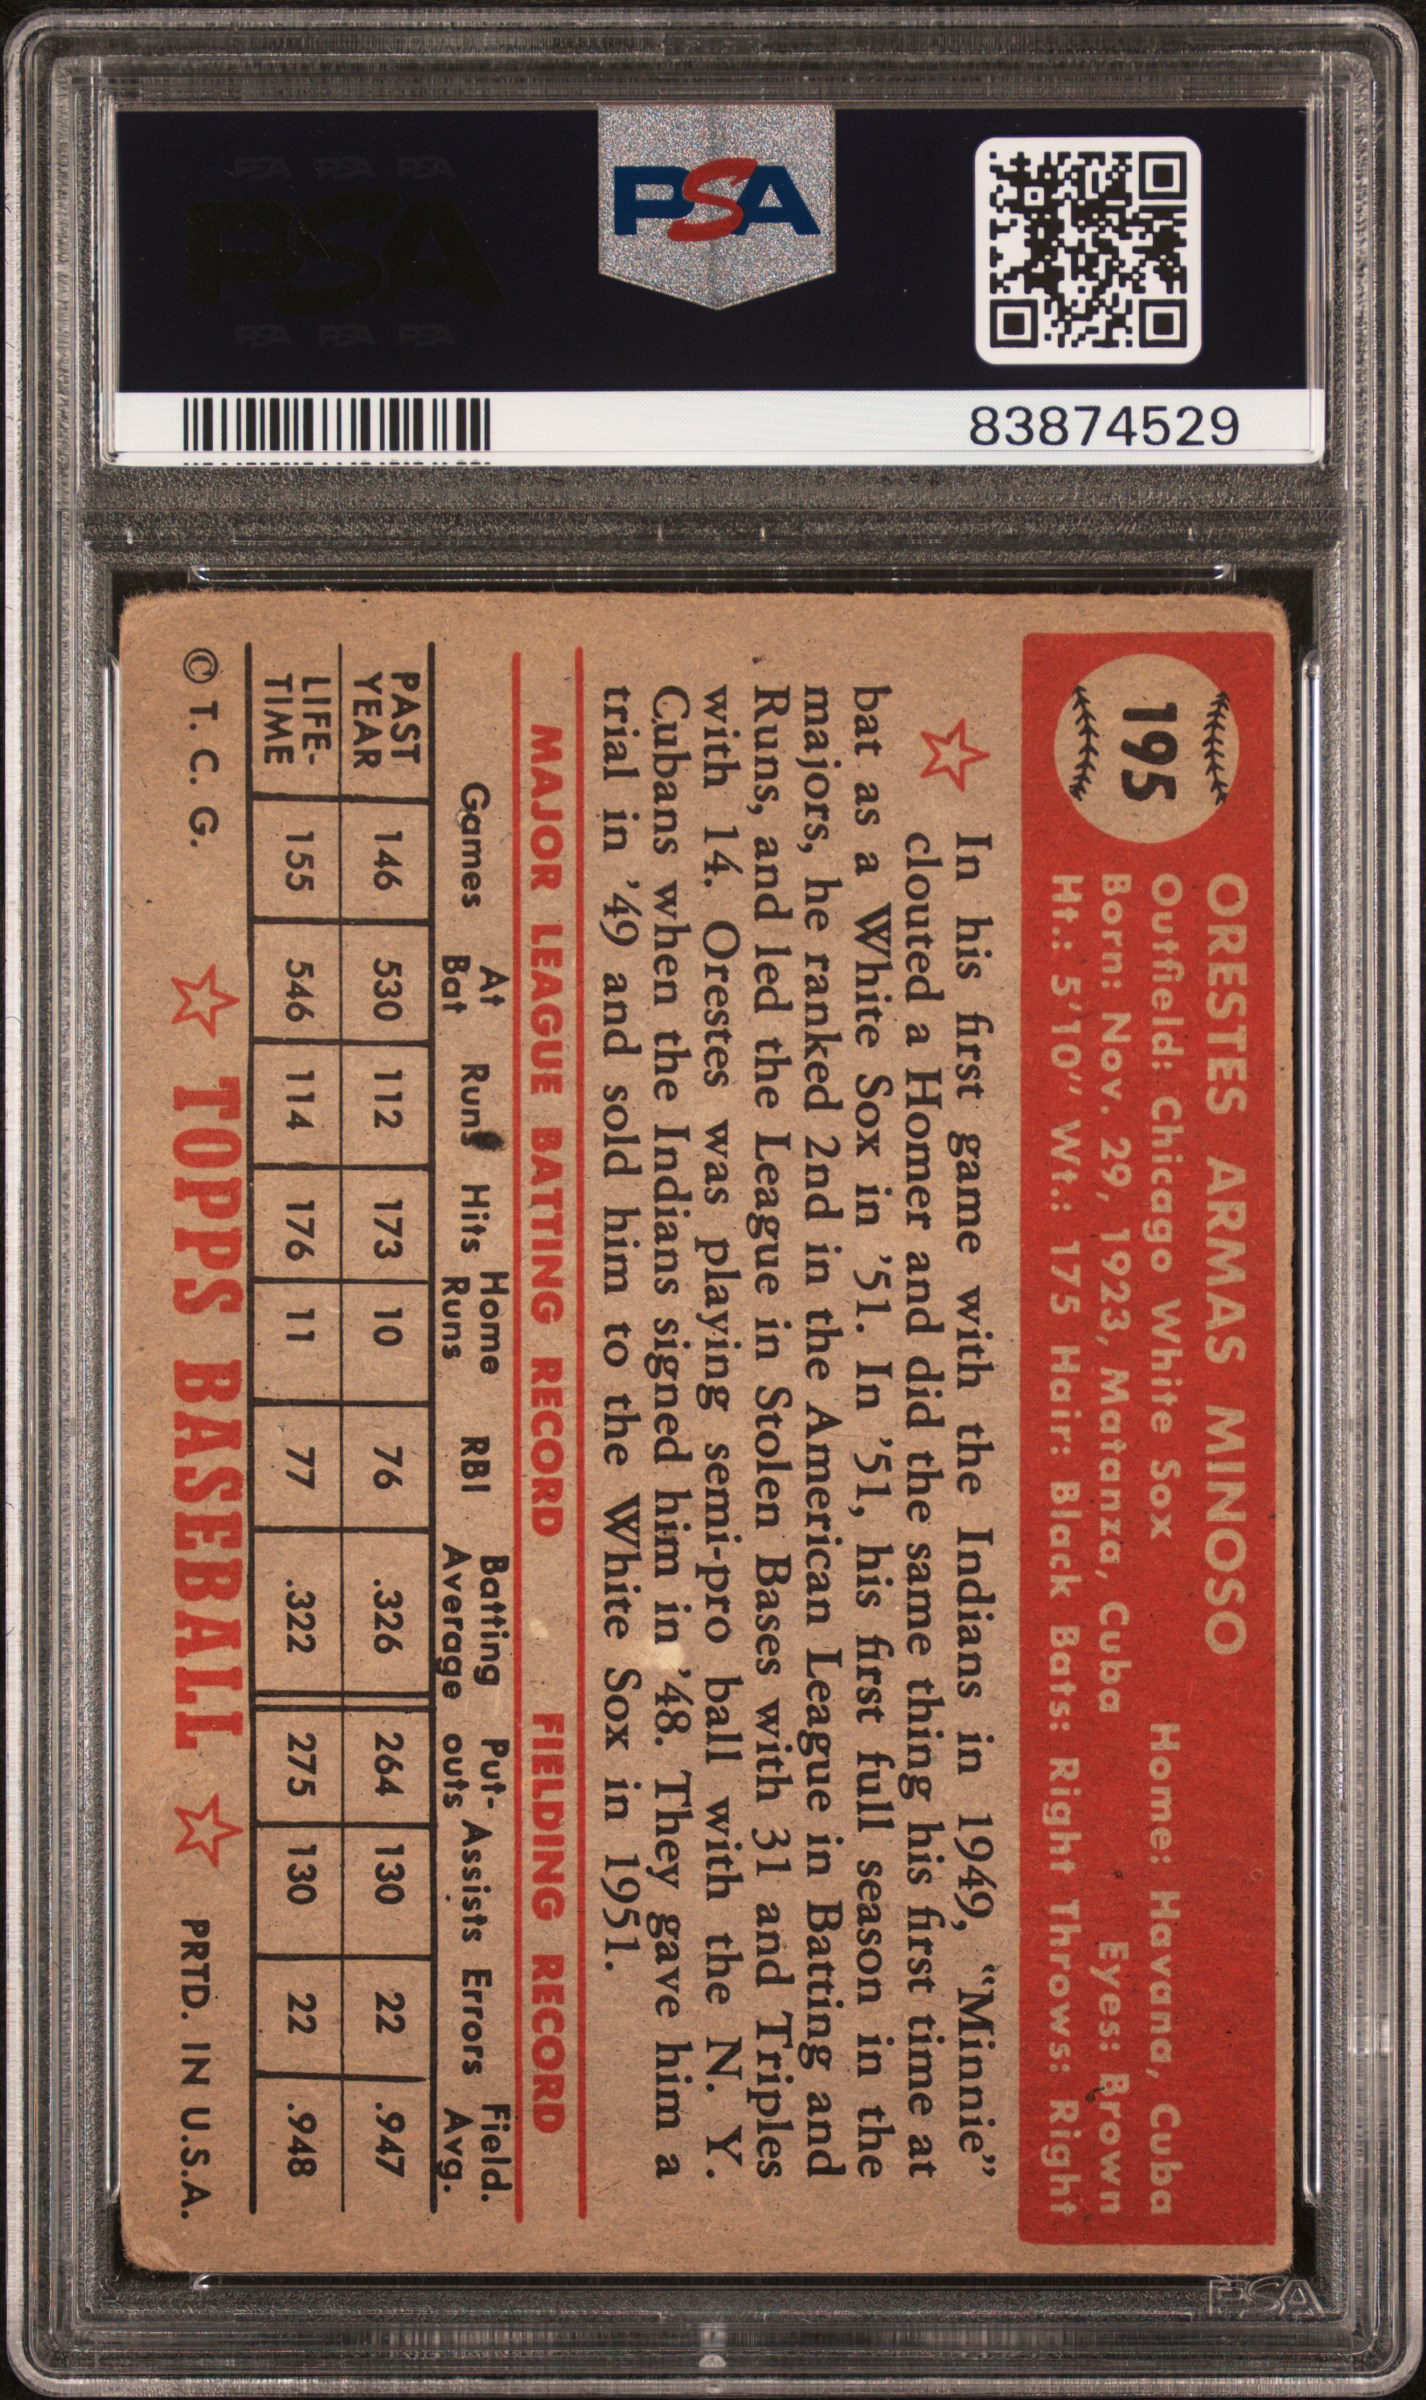 PSA PSA PSA
PSA
PSA PSA PSA
PSA
83874529
195
ORESTES ARMAS MINOSO
Outfield: Chicago White Sox Home: Havana, Cuba
Born: Nov. 29, 1923, Matanza, Cuba Eyes: Brown
Ht.: 5'10" Wt.: 175 Hair: Black Bats: Right Throws: Right
In his first game with the Indians in 1949, “Minnie”
clouted a Homer and did the same thing his first time at
bat as a White Sox in ’51. In ’51, his first full season in the
majors, he ranked 2nd in the American League in Batting and
Runs, and led the League in Stolen Bases with 31 and Triples
with 14. Orestes was playing semi-pro ball with the N. Y.
Cubans when the Indians signed him in ’48. They gave him a
trial in ’49 and sold him to the White Sox in 1951.
MAJOR LEAGUE BATTING RECORD FIELDING RECORD
Games At Bat Runs Hits Home Runs RBI Batting Average Put-outs Assists Errors Field. Avg.
PAST YEAR 146 530 112 173 10 76 .326 264 130 22 .947
LIFE-TIME 155 546 114 176 11 77 .322 275 130 22 .948
© T. C. G. TOPPS BASEBALL PRTD. IN U.S.A.
PSA